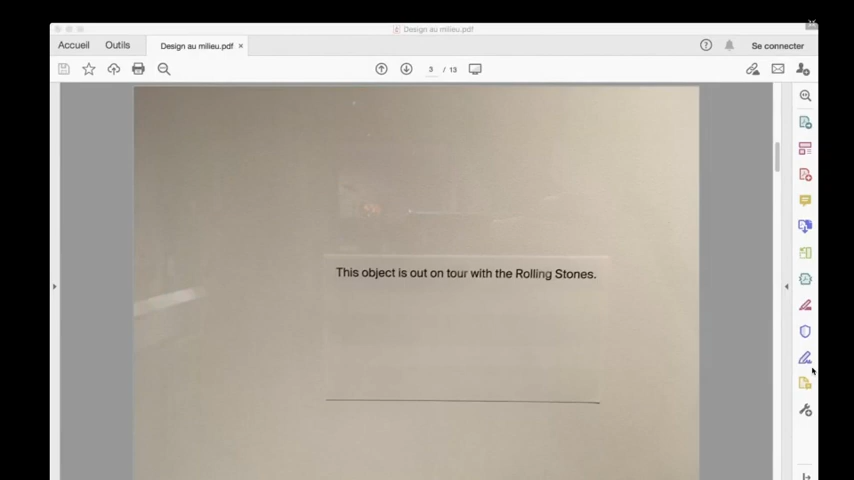 Design au milieu.pdf
Accueil
Outils
Design au milieu.pdf ×
Se connecter
3 / 13
This object is out on tour with the Rolling Stones.